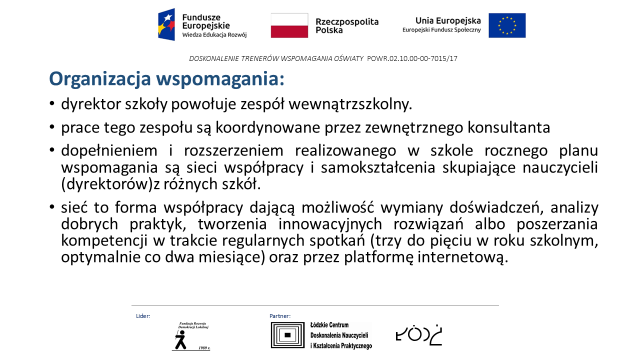 Fundusze
Europejskie
Wiedza Edukacja Rozwój
Rzeczpospolita
Polska
Unia Europejska
Europejski Fundusz Społeczny
DOSKONALENIE TRENERÓW WSPOMAGANIA OŚWIATY POWR.02.10.00-00-7015/17
Organizacja wspomagania:
• dyrektor szkoły powołuje zespół wewnątrzszkolny.
• prace tego zespołu są koordynowane przez zewnętrznego konsultanta
• dopełnieniem i rozszerzeniem realizowanego w szkole rocznego planu
wspomagania są sieci współpracy i samokształcenia skupiające nauczycieli
(dyrektorów)z różnych szkół.
• sieć to forma współpracy dającą możliwość wymiany doświadczeń, analizy
dobrych praktyk, tworzenia innowacyjnych rozwiązań albo poszerzania
kompetencji w trakcie regularnych spotkań (trzy do pięciu w roku szkolnym,
optymalnie co dwa miesiące) oraz przez platformę internetową.
Lider:
Partner:
Fundacja Rozwoju
Demokracji Lokalnej
1989 r.
Łódzkie Centrum
Doskonalenia Nauczycieli
i Kształcenia Praktycznego
ŁÓDŹ